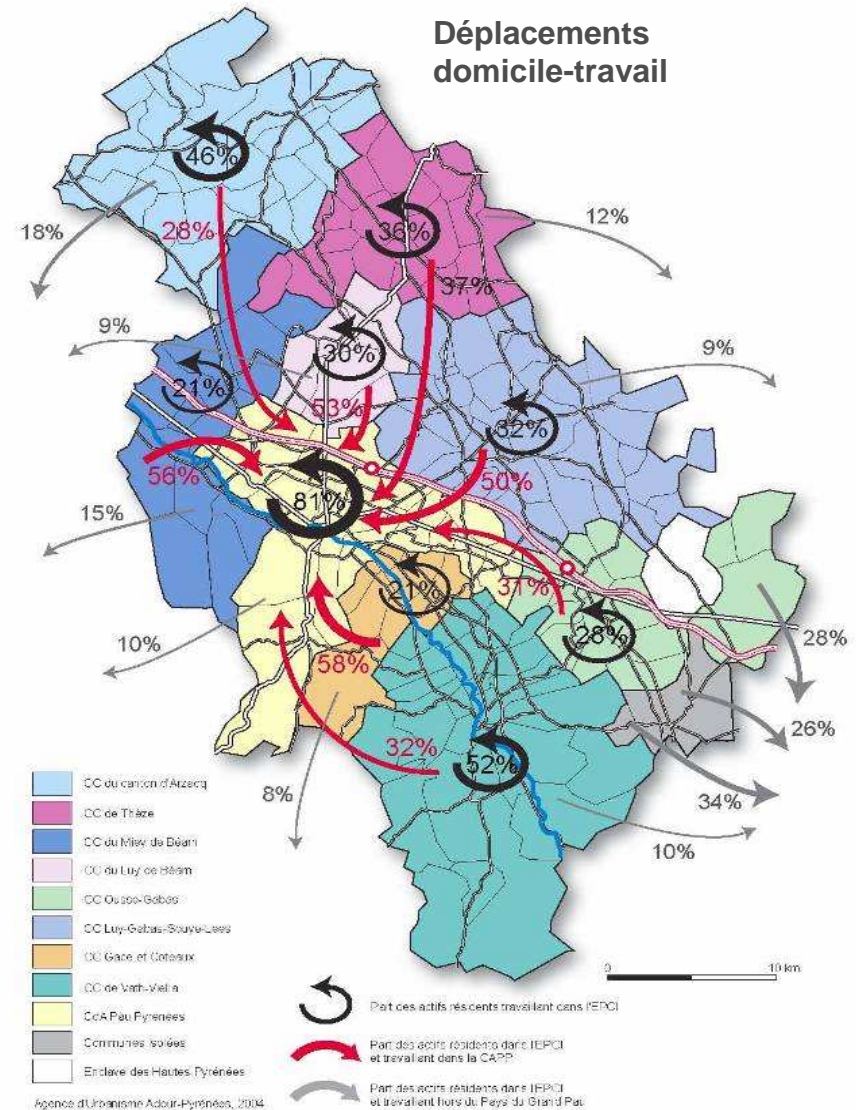 Déplacements
domicile-travail
46%
18%
28%
36%
12%
37%
9%
30%
9%
21%
53%
32%
56%
81%
50%
15%
21%
31%
28%
28%
10%
58%
26%
32%
52%
34%
8%
10%
CC du canton d'Arzacq
CC de Thèze
CC du Miey de Béarn
CC du Luy de Béarn
CC Ousse-Gabas
CC Luy-Gabas-Souye-Lees
CC Gave et Coteaux
CC de Vath-Vielha
CdA Pau Pyrénées
Communes isolées
Enclave des Hautes Pyrénées
0 10 km
Part des actifs résidents travaillant dans l'EPCI
Part des actifs résidents dans l'EPCI
et travaillant dans la CAPP
Part des actifs résidents dans l'EPCI
et travaillant hors du Pays du Grand Pau
Agence d'Urbanisme Adour-Pyrénées, 2004